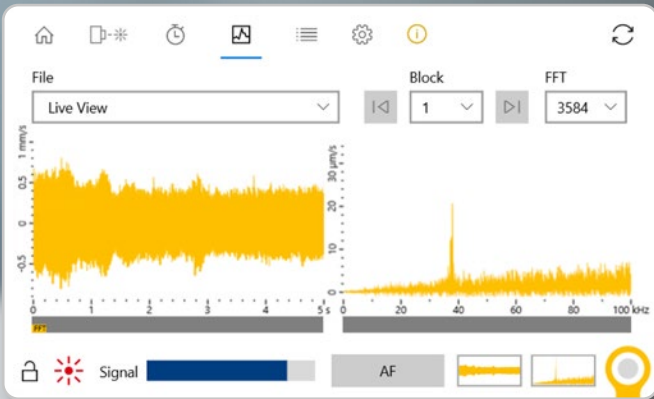 File
Block
FFT
Live View
1
3584
1 mm/s
0.5
0
-0.5
0 1 2 3 4 5 s
FFT
30 µm/s
20
10
0
0 20 40 60 80 100 kHz
Signal
AF